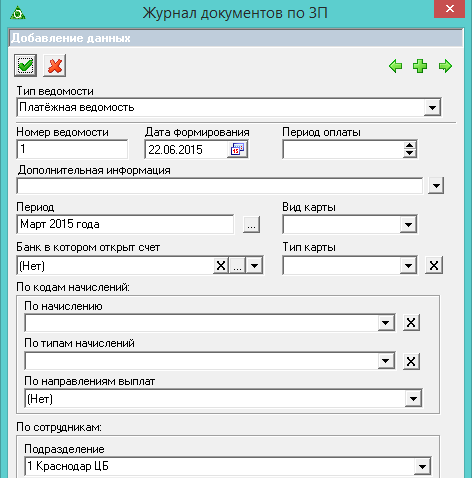 Журнал документов по ЗП
Добавление данных
Тип ведомости
Платёжная ведомость
Номер ведомости Дата формирования Период оплаты
1 22.06.2015
Дополнительная информация
Период Вид карты
Март 2015 года ...
Банк в котором открыт счет Тип карты
(Нет) X ... X
По кодам начислений:
По начислению
X
По типам начислений
X
По направлениям выплат
(Нет)
По сотрудникам:
Подразделение
1 Краснодар ЦБ